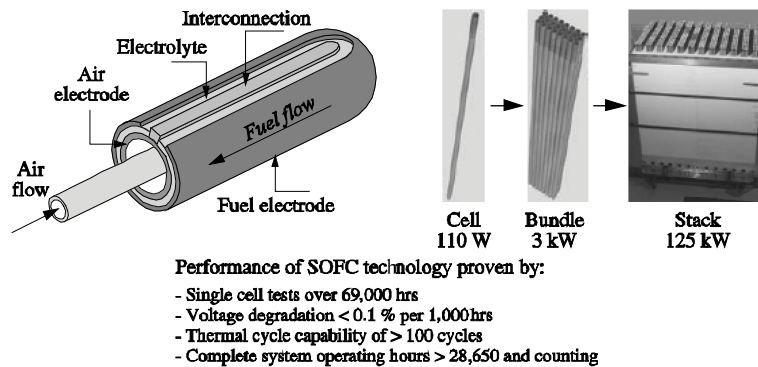 Interconnection
Electrolyte
Air
electrode
Fuel flow
Air
flow
Fuel electrode
Cell
110 W
Bundle
3 kW
Stack
125 kW
Performance of SOFC technology proven by:
- Single cell tests over 69,000 hrs
- Voltage degradation < 0.1 % per 1,000 hrs
- Thermal cycle capability of > 100 cycles
- Complete system operating hours > 28,650 and counting